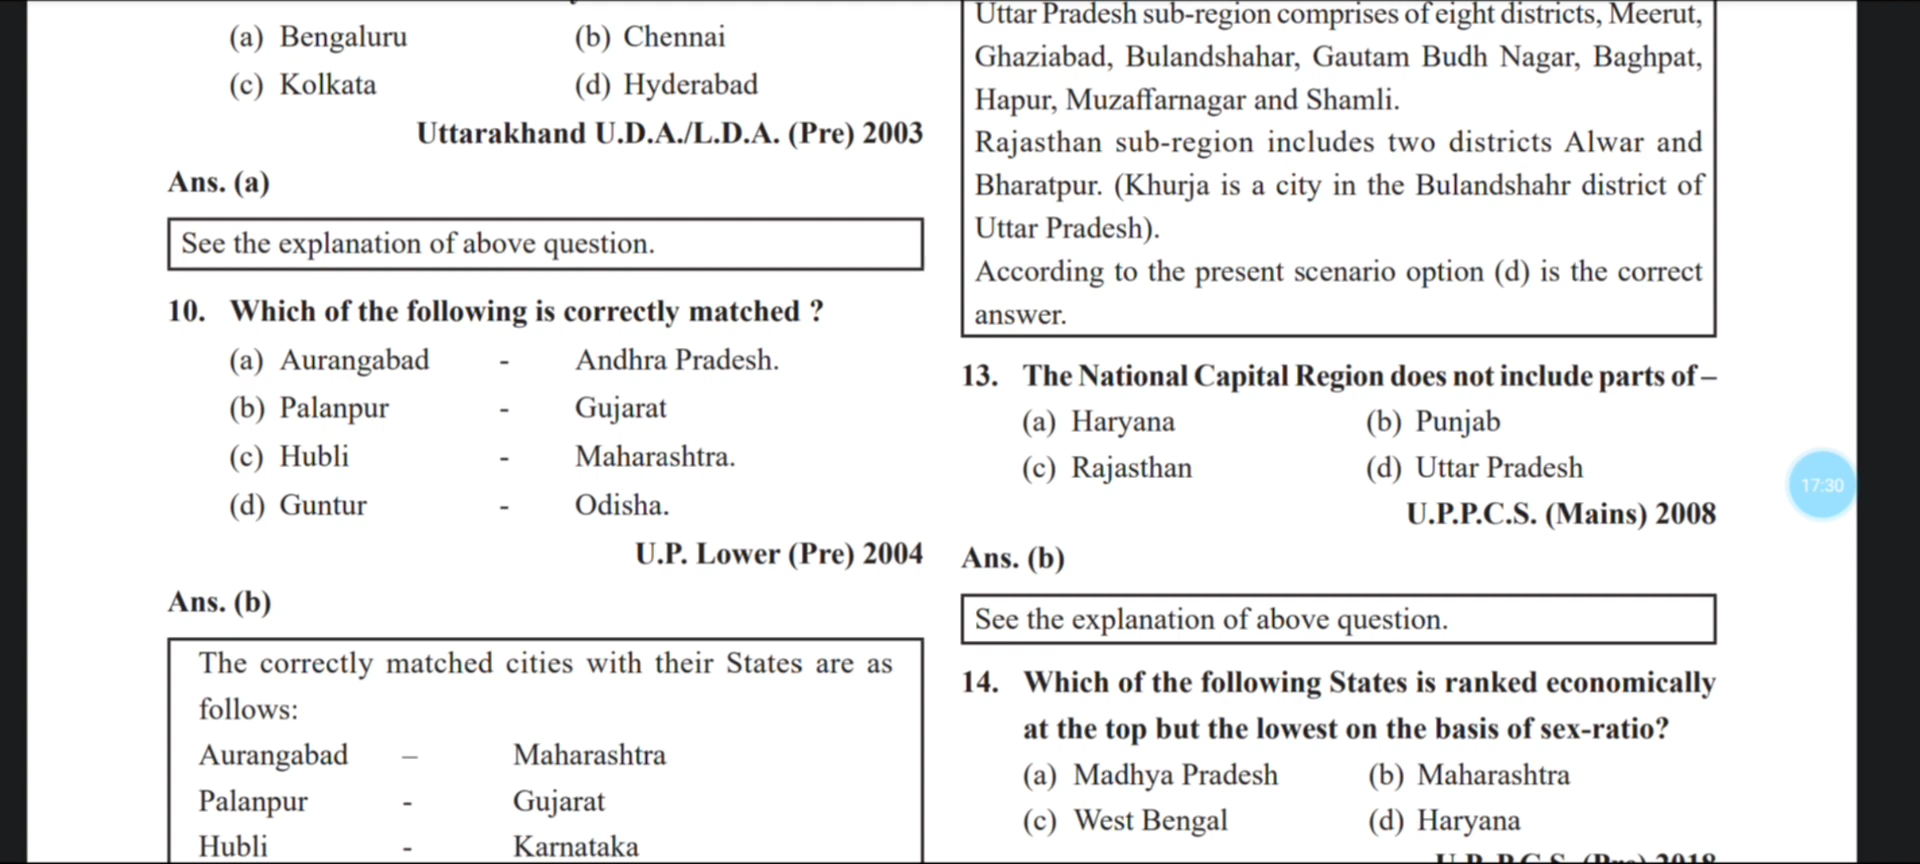 (a) Bengaluru (b) Chennai
(c) Kolkata (d) Hyderabad
Uttarakhand U.D.A./L.D.A. (Pre) 2003
Ans. (a)
See the explanation of above question.
10. Which of the following is correctly matched ?
(a) Aurangabad - Andhra Pradesh.
(b) Palanpur - Gujarat
(c) Hubli - Maharashtra.
(d) Guntur - Odisha.
U.P. Lower (Pre) 2004
Ans. (b)
The correctly matched cities with their States are as
follows:
Aurangabad – Maharashtra
Palanpur - Gujarat
Hubli - Karnataka
Uttar Pradesh sub-region comprises of eight districts, Meerut,
Ghaziabad, Bulandshahar, Gautam Budh Nagar, Baghpat,
Hapur, Muzaffarnagar and Shamli.
Rajasthan sub-region includes two districts Alwar and
Bharatpur. (Khurja is a city in the Bulandshahr district of
Uttar Pradesh).
According to the present scenario option (d) is the correct
answer.
13. The National Capital Region does not include parts of –
(a) Haryana (b) Punjab
(c) Rajasthan (d) Uttar Pradesh
U.P.P.C.S. (Mains) 2008
Ans. (b)
See the explanation of above question.
14. Which of the following States is ranked economically
at the top but the lowest on the basis of sex-ratio?
(a) Madhya Pradesh (b) Maharashtra
(c) West Bengal (d) Haryana
17:30